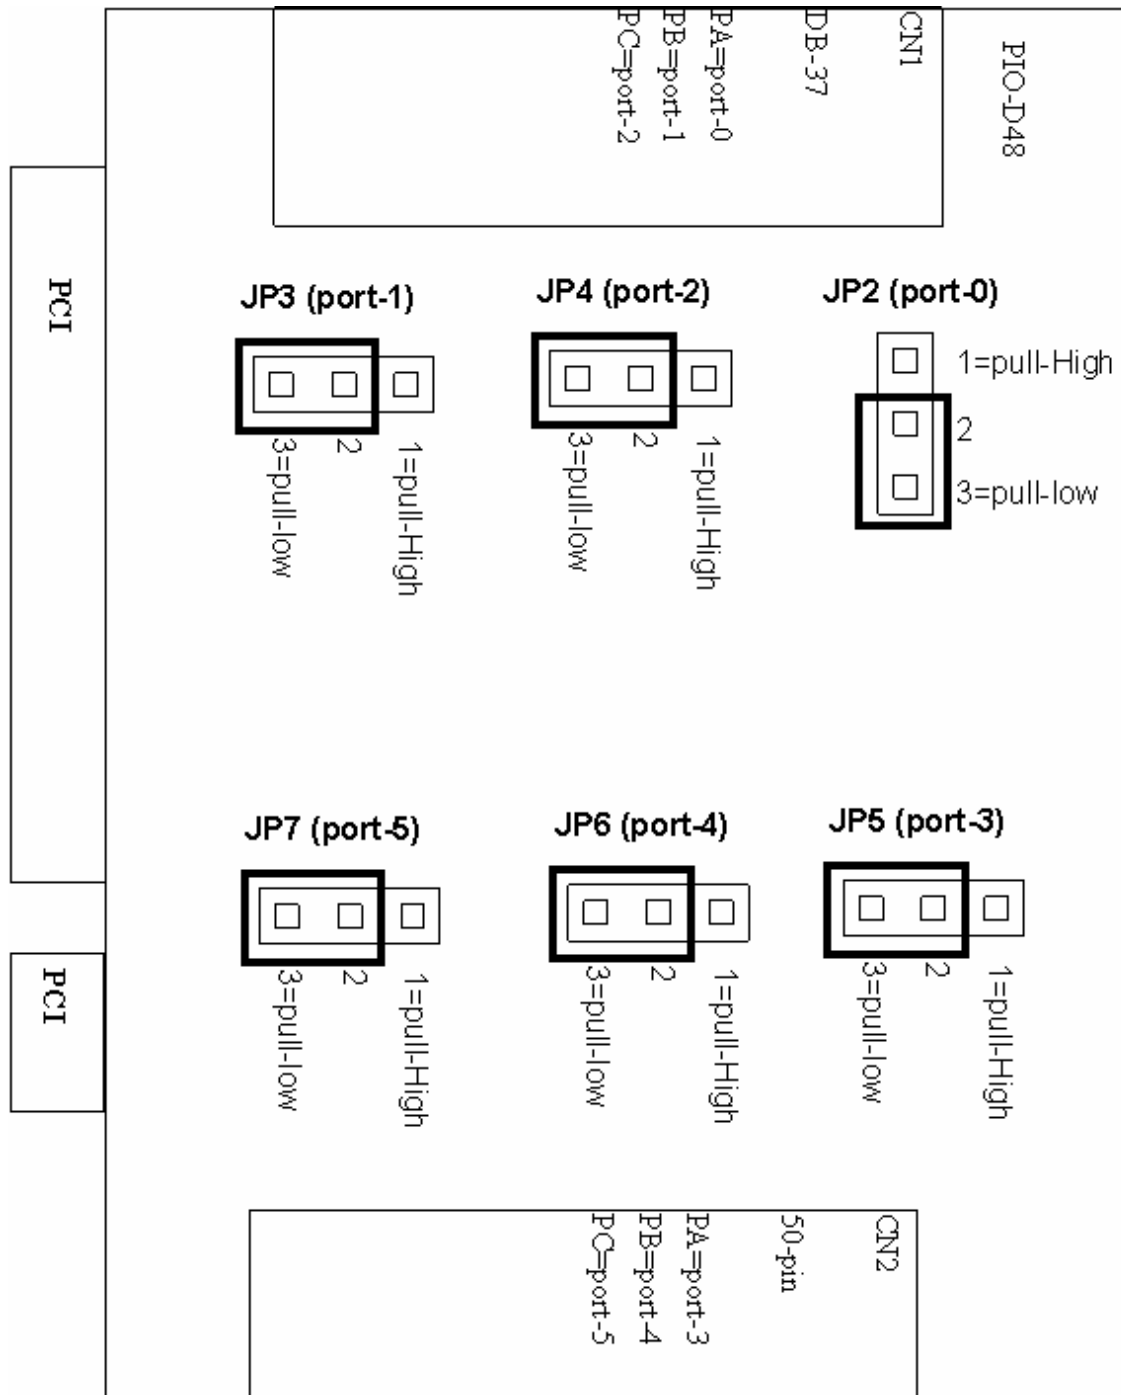 PIO-D48
CN1
DB-37
PA=port-0
PB=port-1
PC=port-2
PCI
JP3 (port-1)
3=pull-low
2
1=pull-High
JP4 (port-2)
3=pull-low
2
1=pull-High
JP2 (port-0)
1=pull-High
2
3=pull-low
JP7 (port-5)
3=pull-low
2
1=pull-High
JP6 (port-4)
3=pull-low
2
1=pull-High
JP5 (port-3)
3=pull-low
2
1=pull-High
PCI
CN2
50-pin
PA=port-3
PB=port-4
PC=port-5